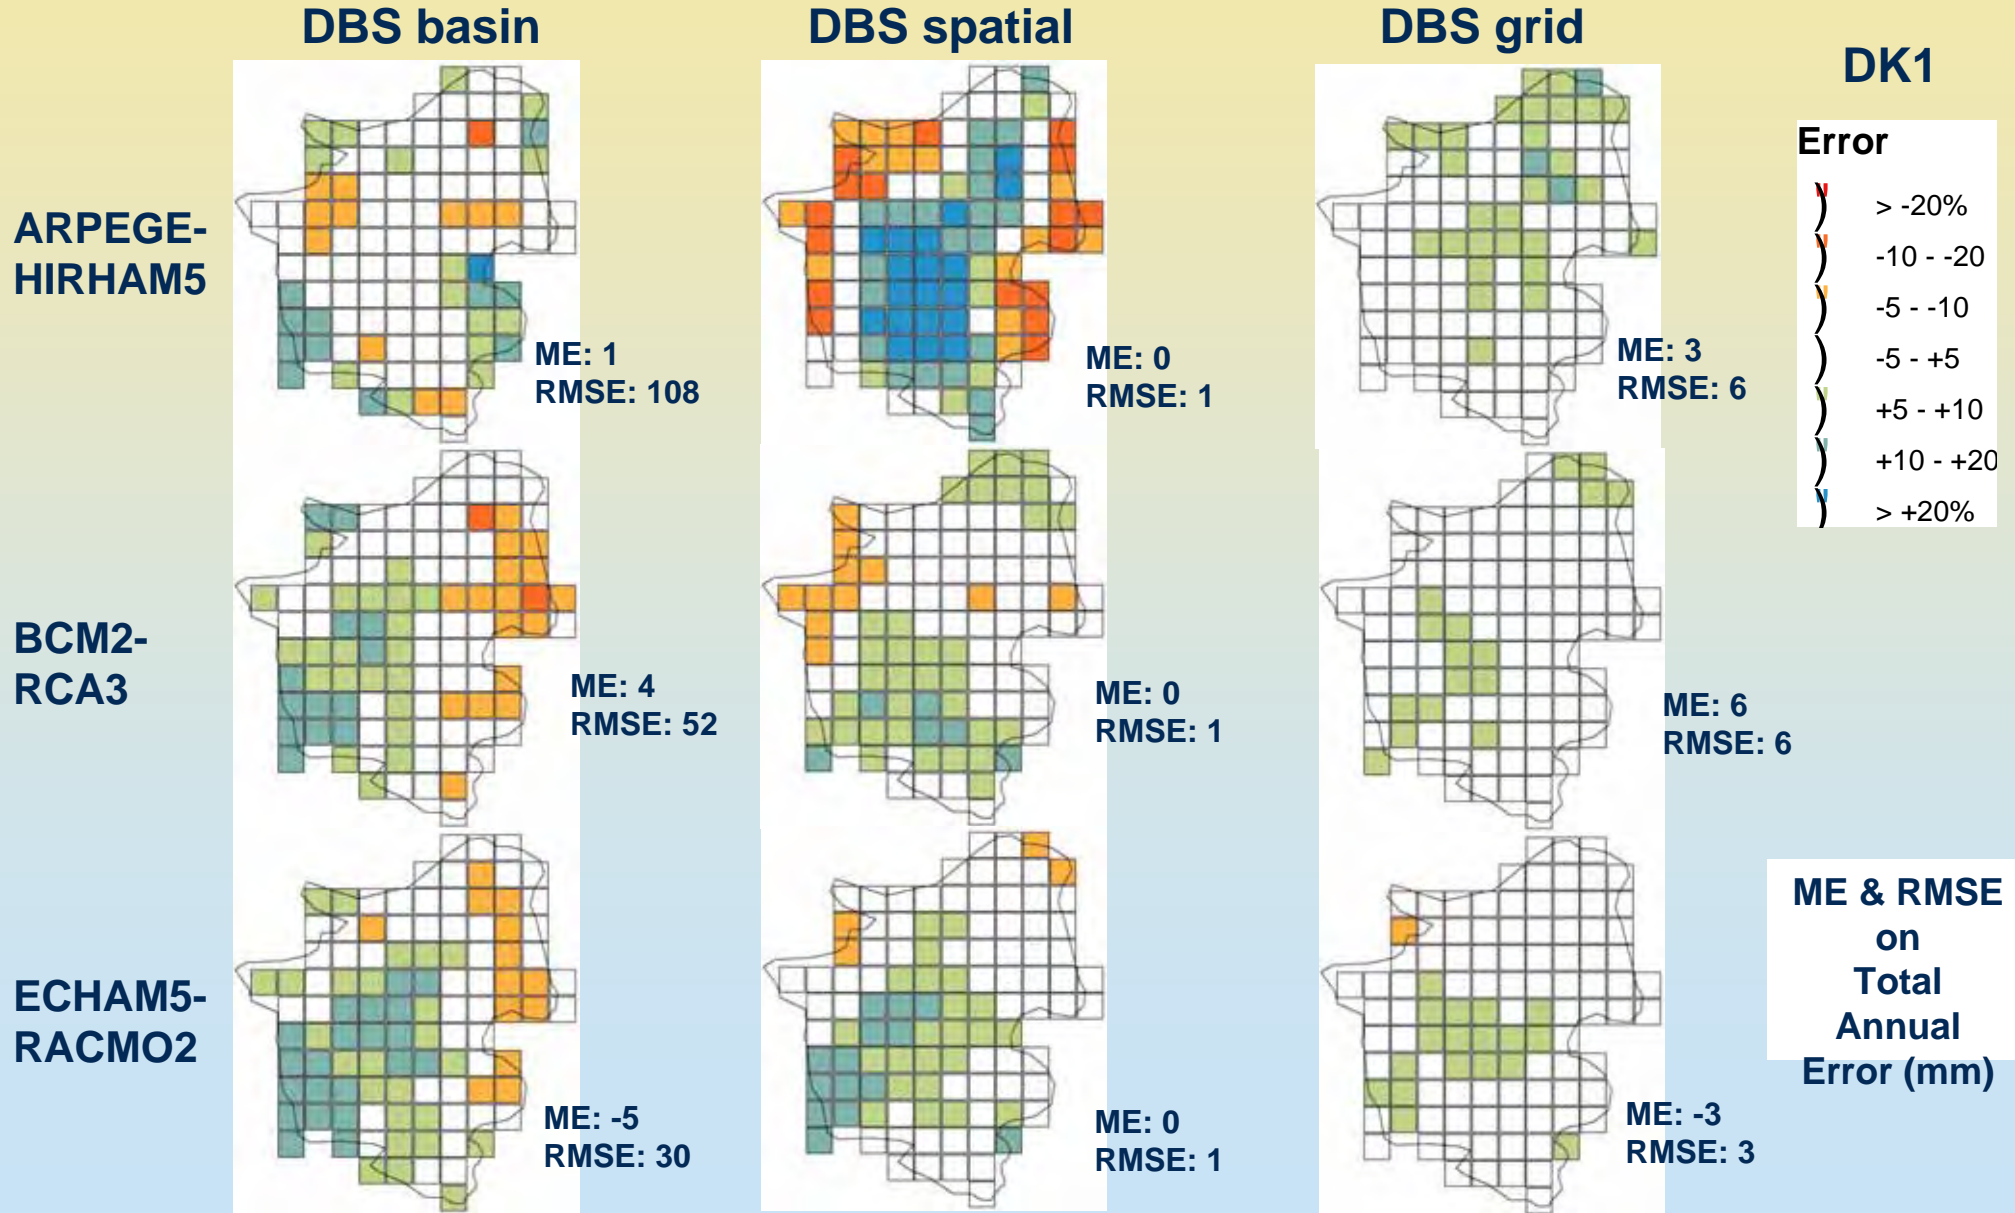 DBS basin
DBS spatial
DBS grid
DK1
Error
> -20%
-10 - -20
-5 - -10
-5 - +5
+5 - +10
+10 - +20
> +20%
ARPEGE-
HIRHAM5
ME: 1
RMSE: 108
ME: 0
RMSE: 1
ME: 3
RMSE: 6
BCM2-
RCA3
ME: 4
RMSE: 52
ME: 0
RMSE: 1
ME: 6
RMSE: 6
ECHAM5-
RACMO2
ME: -5
RMSE: 30
ME: 0
RMSE: 1
ME: -3
RMSE: 3
ME & RMSE
on
Total
Annual
Error (mm)